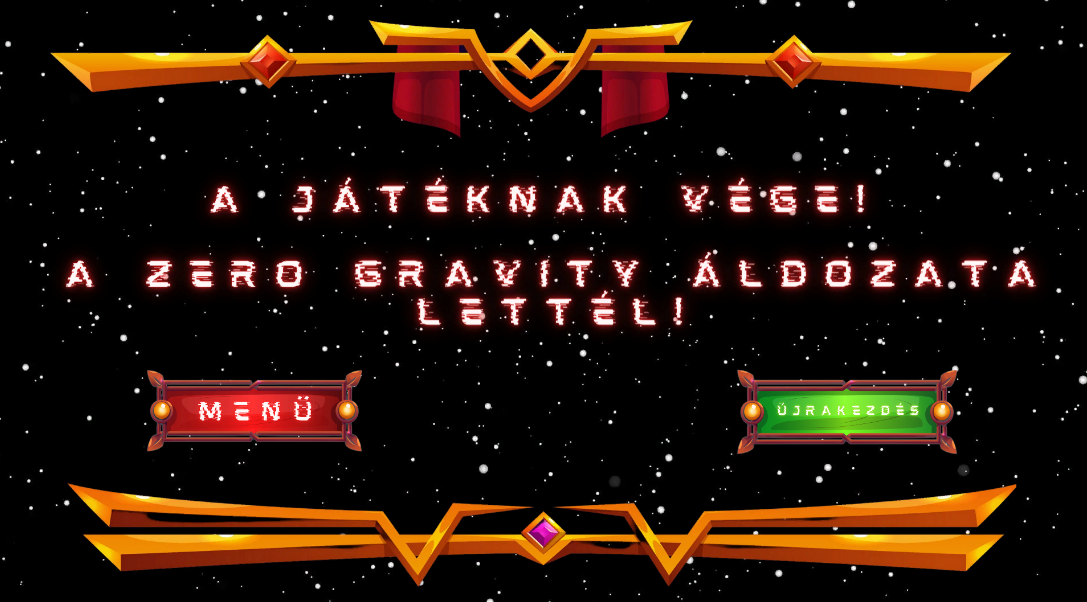 A JÁTÉKNAK VÉGE!
A ZERO GRAVITY ÁLDOZATA
LETTÉL!
MENÜ
ÚJRAKEZDÉS